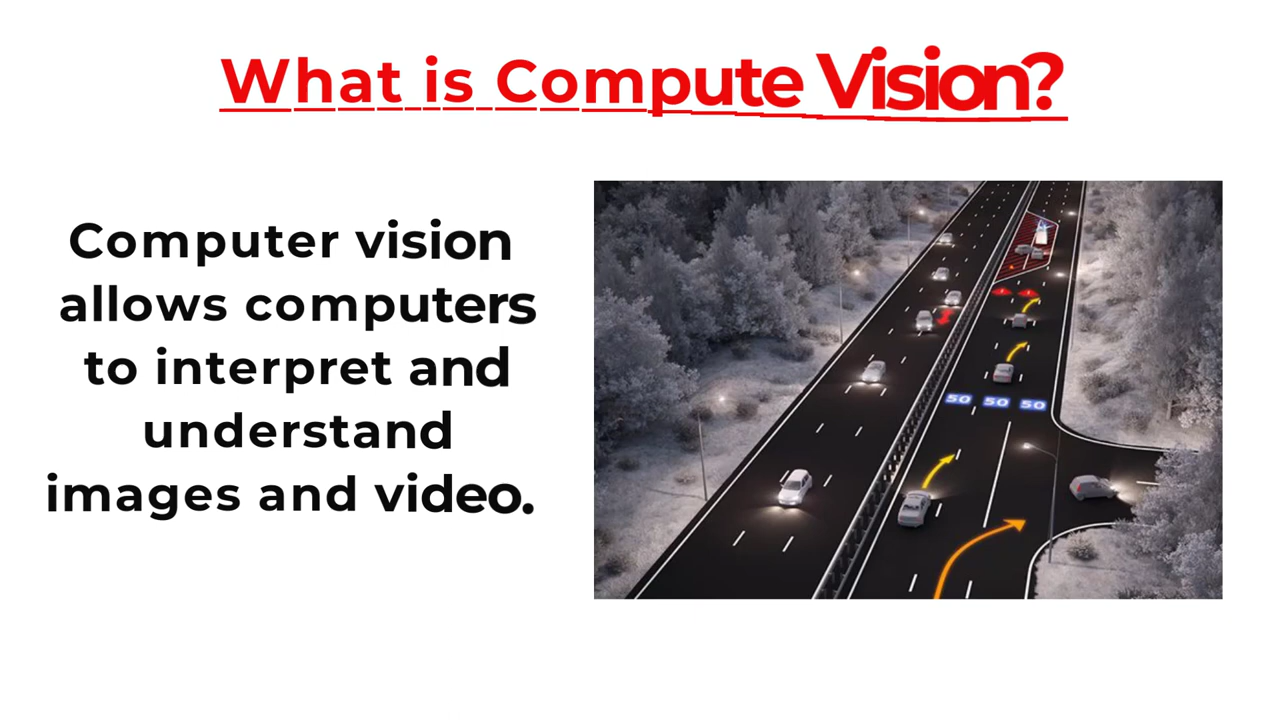 What is Compute Vision?
Computer vision
allows computers
to interpret and
understand
images and video.
50 50 50